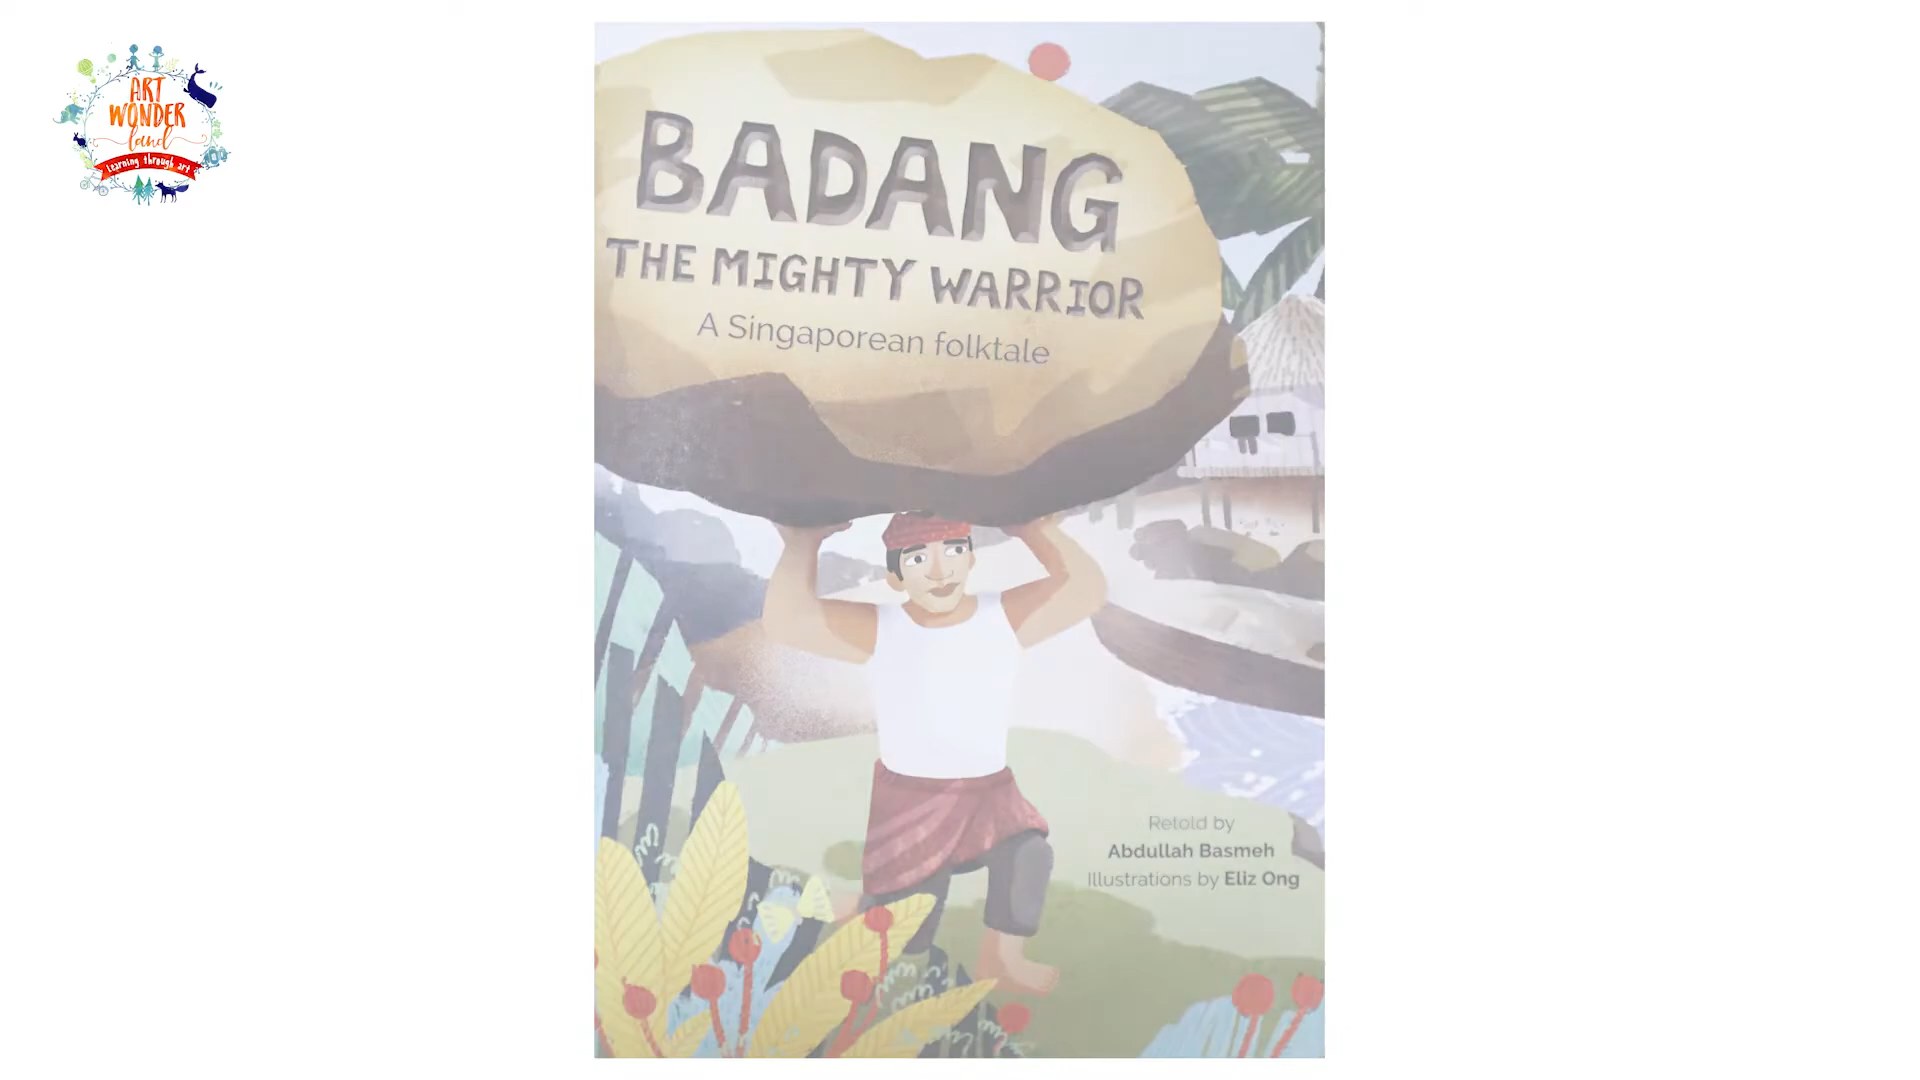 ART
WONDER
land
Learning through art
BADANG
THE MIGHTY WARRIOR
A Singaporean folktale
Retold by
Abdullah Basmeh
Illustrations by Eliz Ong